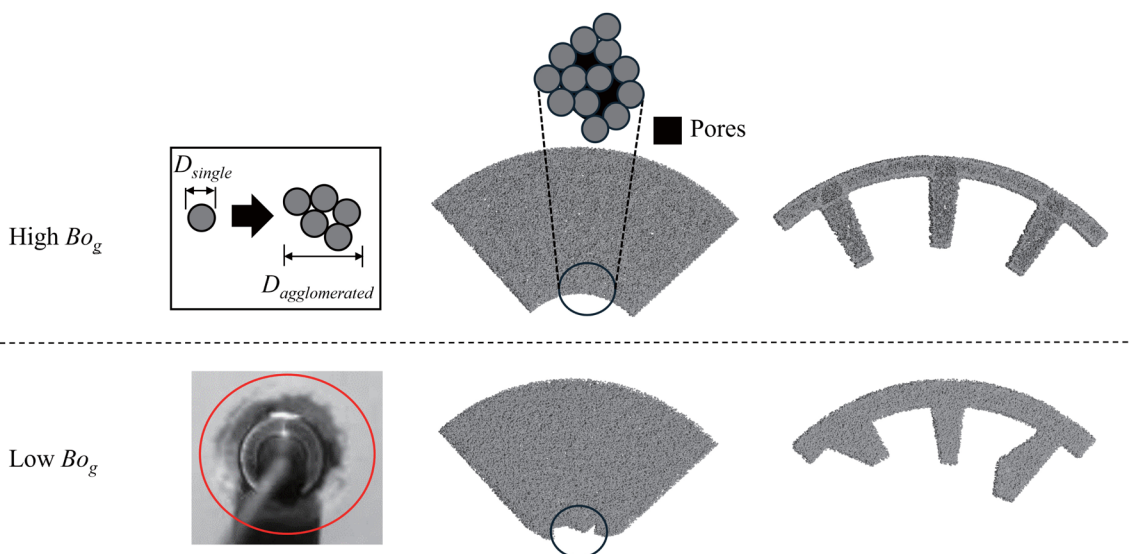 Pores
D_single
High Bo_g
D_agglomerated
Low Bo_g